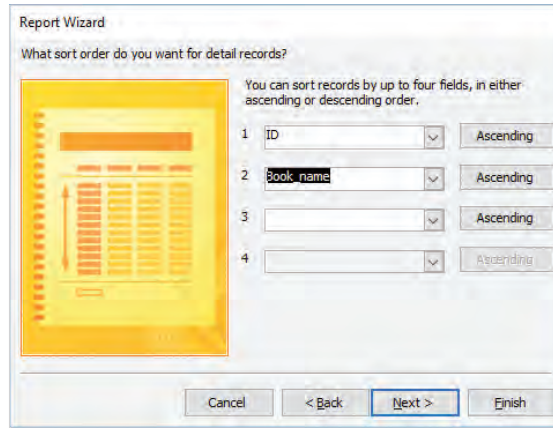 Report Wizard
What sort order do you want for detail records?
You can sort records by up to four fields, in either
ascending or descending order.
1 ID Ascending
2 Book_name Ascending
3 Ascending
4 Ascending
Cancel < Back Next > Finish